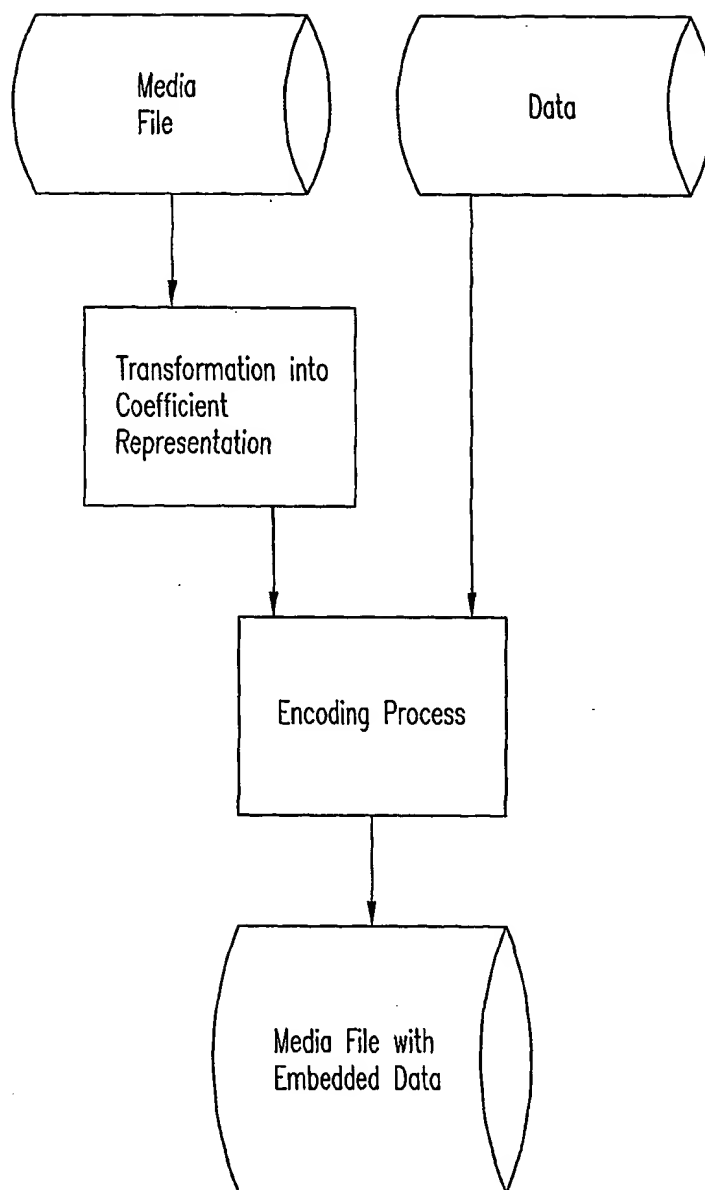 Media
File
Data
Transformation into
Coefficient
Representation
Encoding Process
Media File with
Embedded Data